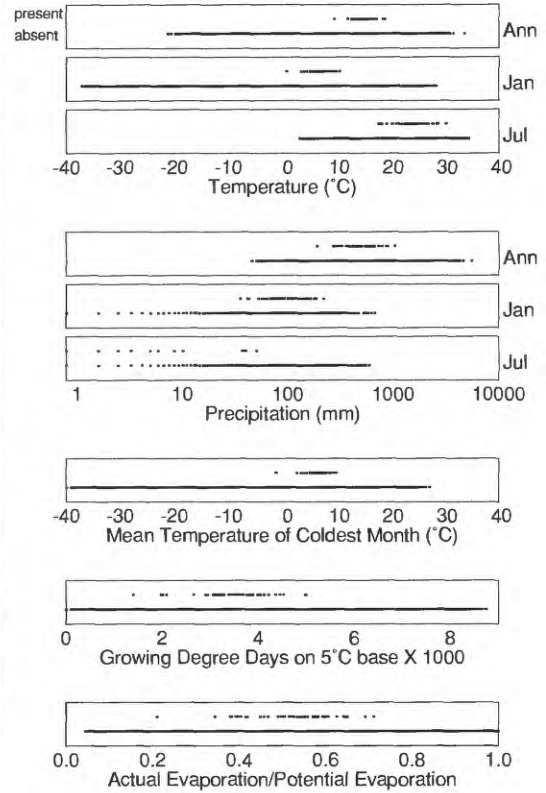 present
absent
Ann
Jan
Jul
-40 -30 -20 -10 0 10 20 30 40
Temperature (˚C)
Ann
Jan
Jul
1 10 100 1000 10000
Precipitation (mm)
-40 -30 -20 -10 0 10 20 30 40
Mean Temperature of Coldest Month (˚C)
0 2 4 6 8
Growing Degree Days on 5˚C base X 1000
0.0 0.2 0.4 0.6 0.8 1.0
Actual Evaporation/Potential Evaporation